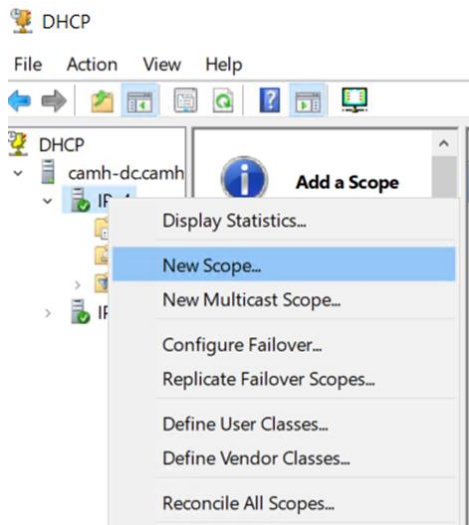 DHCP
File Action View Help
DHCP
camh-dc.camh
Add a Scope
Display Statistics...
New Scope...
New Multicast Scope...
Configure Failover...
Replicate Failover Scopes...
Define User Classes...
Define Vendor Classes...
Reconcile All Scopes...